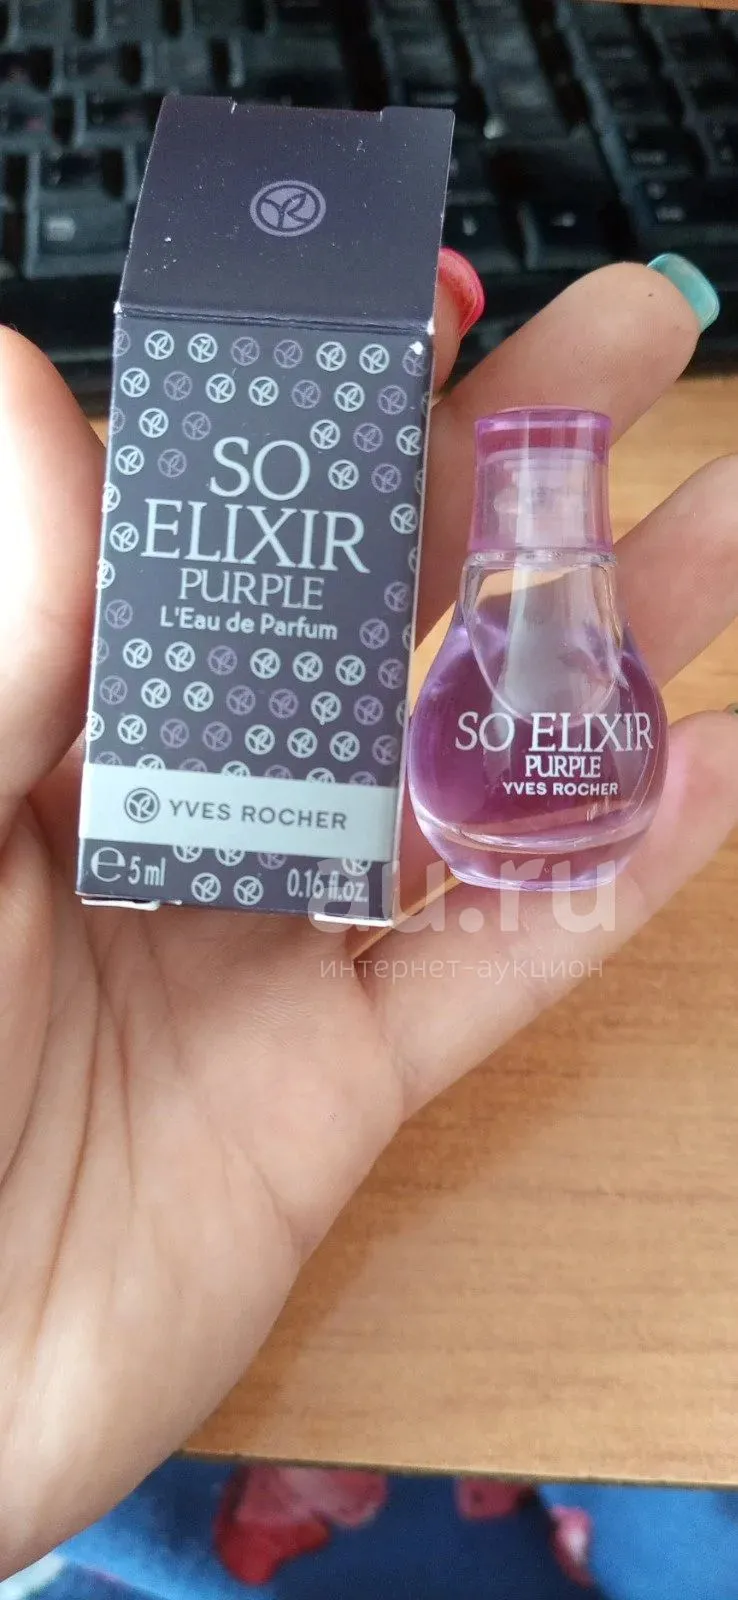 SO
ELIXIR
PURPLE
L'Eau de Parfum
YVES ROCHER
℮5ml 0.16 fl.oz.
SO ELIXIR
PURPLE
YVES ROCHER
au.ru
интернет-аукцион